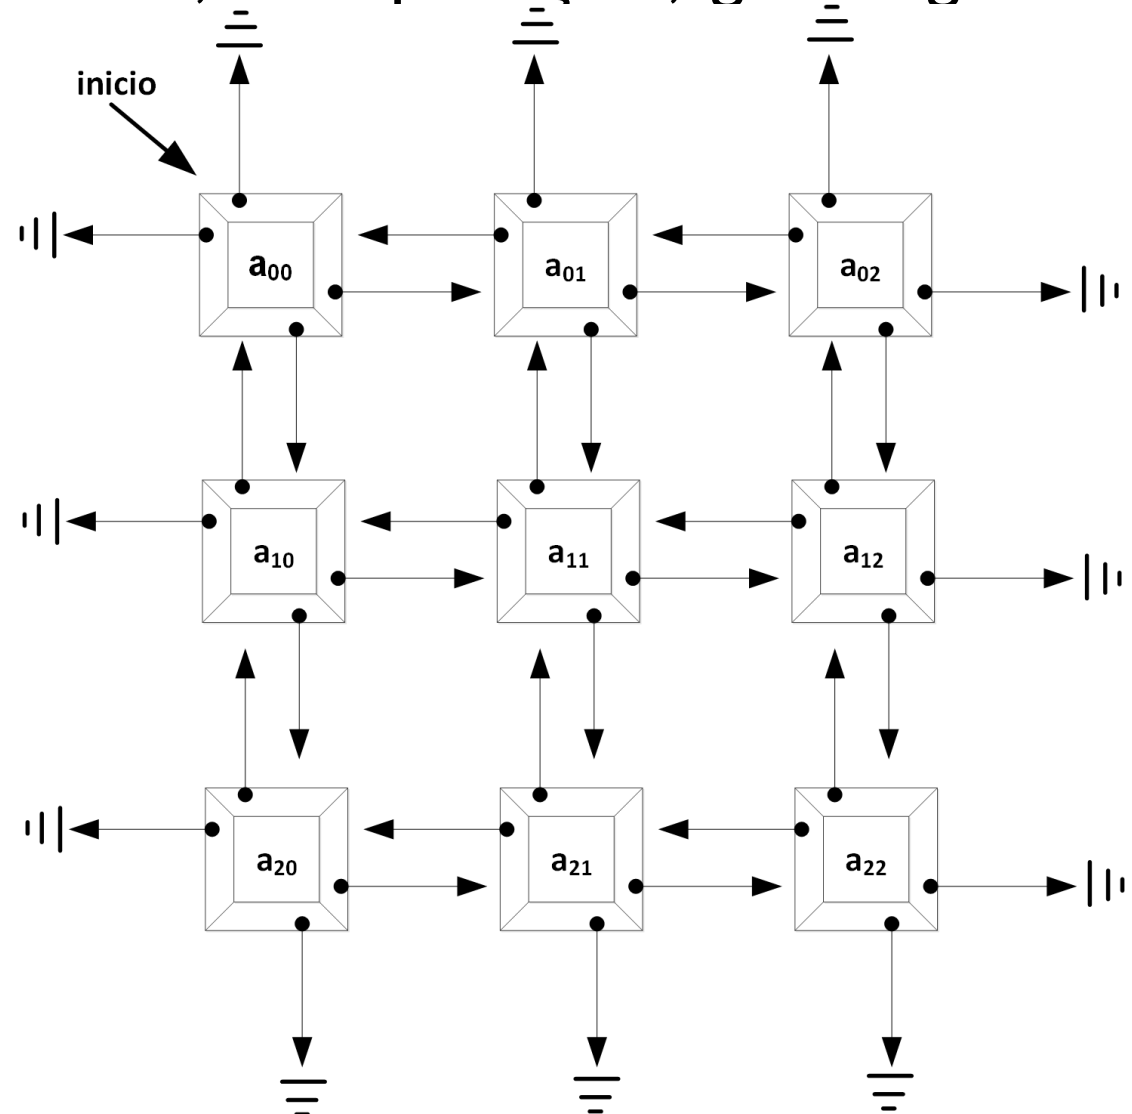 inicio
a₀₀ a₀₁ a₀₂
a₁₀ a₁₁ a₁₂
a₂₀ a₂₁ a₂₂